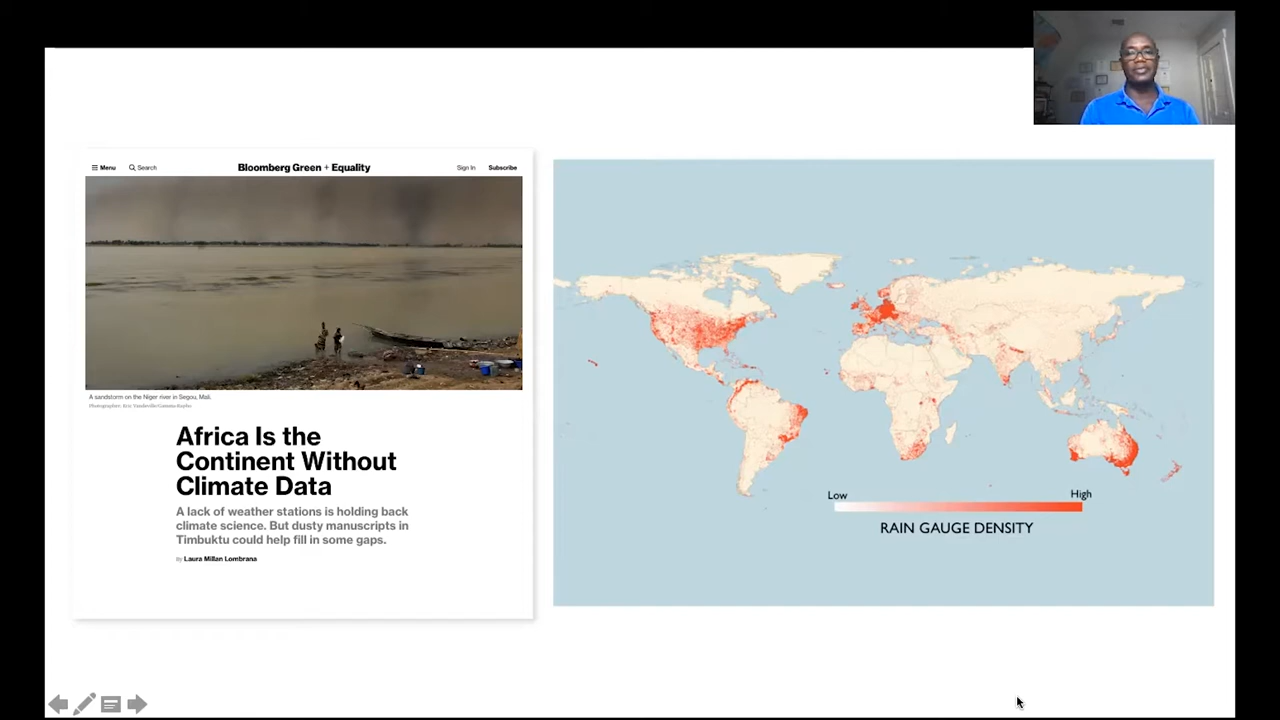 Menu
Search
Bloomberg Green + Equality
Sign In
Subscribe
A sandstorm on the Niger river in Segou, Mali.
Africa Is the
Continent Without
Climate Data
A lack of weather stations is holding back
climate science. But dusty manuscripts in
Timbuktu could help fill in some gaps.
By Laura Millan Lombrana
Low
High
RAIN GAUGE DENSITY